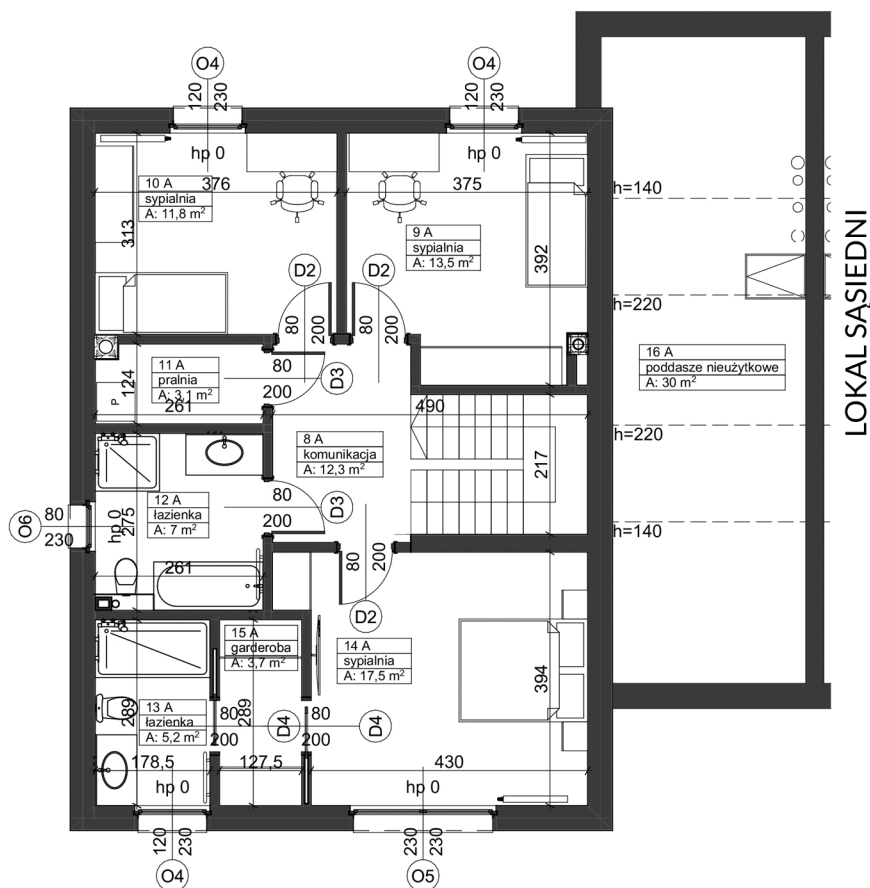 O4
O4
120
230
120
230
hp 0
hp 0
10 A
sypialnia
A: 11,8 m²
376
375
h=140
313
9 A
sypialnia
A: 13,5 m²
392
D2
D2
h=220
80
200
80
200
16 A
poddasze nieużytkowe
A: 30 m²
LOKAL SĄSIEDNI
11 A
pralnia
A: 3,1 m²
124
P
261
80
200
D3
490
8 A
komunikacja
A: 12,3 m²
217
h=220
12 A
łazienka
A: 7 m²
80
200
D3
O6
80
230
hp 0
275
h=140
261
80
200
D2
15 A
garderoba
A: 3,7 m²
14 A
sypialnia
A: 17,5 m²
394
13 A
łazienka
A: 5,2 m²
289
80
200
289
D4
80
200
D4
178,5
127,5
430
hp 0
hp 0
120
230
230
230
O4
O5